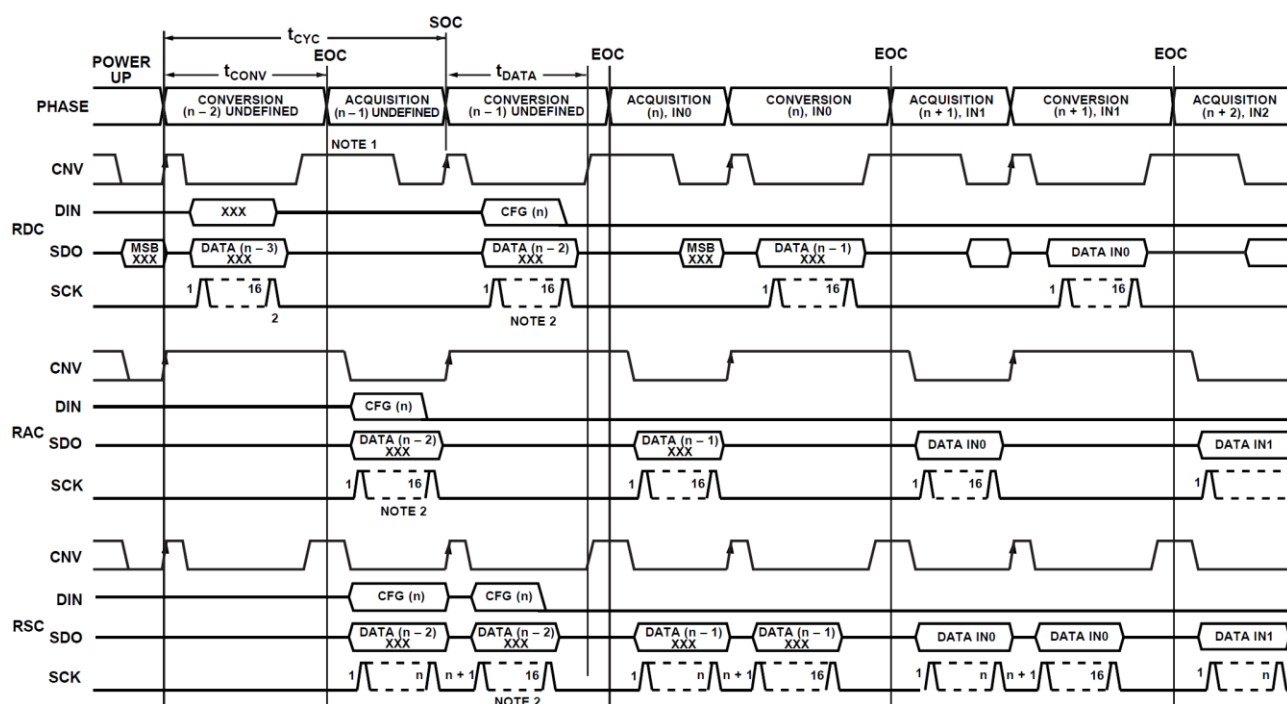 SOC
tCYC
POWER UP
EOC
EOC
EOC
EOC
tCONV
tDATA
PHASE
CONVERSION (n – 2) UNDEFINED
ACQUISITION (n – 1) UNDEFINED
CONVERSION (n – 1) UNDEFINED
ACQUISITION (n), IN0
CONVERSION (n), IN0
ACQUISITION (n + 1), IN1
CONVERSION (n + 1), IN1
ACQUISITION (n + 2), IN2
NOTE 1
CNV
RDC
DIN
XXX
CFG (n)
SDO
MSB XXX
DATA (n – 3) XXX
DATA (n – 2) XXX
MSB XXX
DATA (n – 1) XXX
DATA IN0
SCK
1
16
2
1
16
NOTE 2
1
16
1
16
CNV
RAC
DIN
CFG (n)
SDO
DATA (n – 2) XXX
DATA (n – 1) XXX
DATA IN0
DATA IN1
SCK
1
16
NOTE 2
1
16
1
16
1
CNV
RSC
DIN
CFG (n)
CFG (n)
SDO
DATA (n – 2) XXX
DATA (n – 2) XXX
DATA (n – 1) XXX
DATA (n – 1) XXX
DATA IN0
DATA IN0
DATA IN1
SCK
1
n
n + 1
16
NOTE 2
1
n
n + 1
16
1
n
n + 1
16
1
n